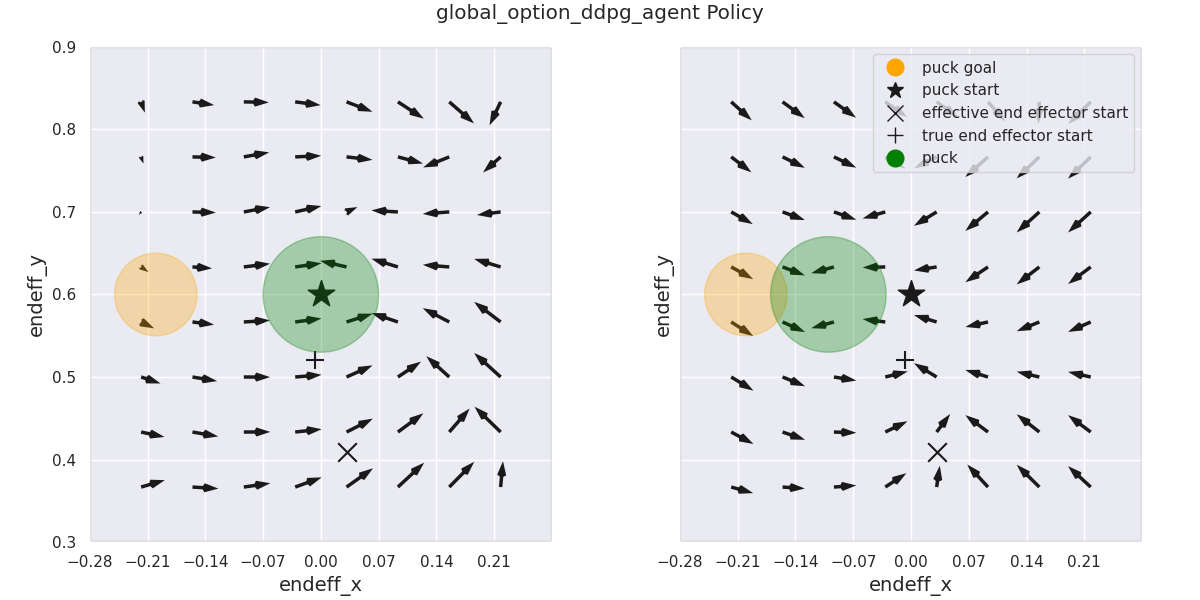 global_option_ddpg_agent Policy
0.9
0.8
0.7
0.6
0.5
0.4
0.3
endeff_y
−0.28 −0.21 −0.14 −0.07 0.00 0.07 0.14 0.21
endeff_x
puck goal
puck start
effective end effector start
true end effector start
puck
endeff_y
−0.28 −0.21 −0.14 −0.07 0.00 0.07 0.14 0.21
endeff_x